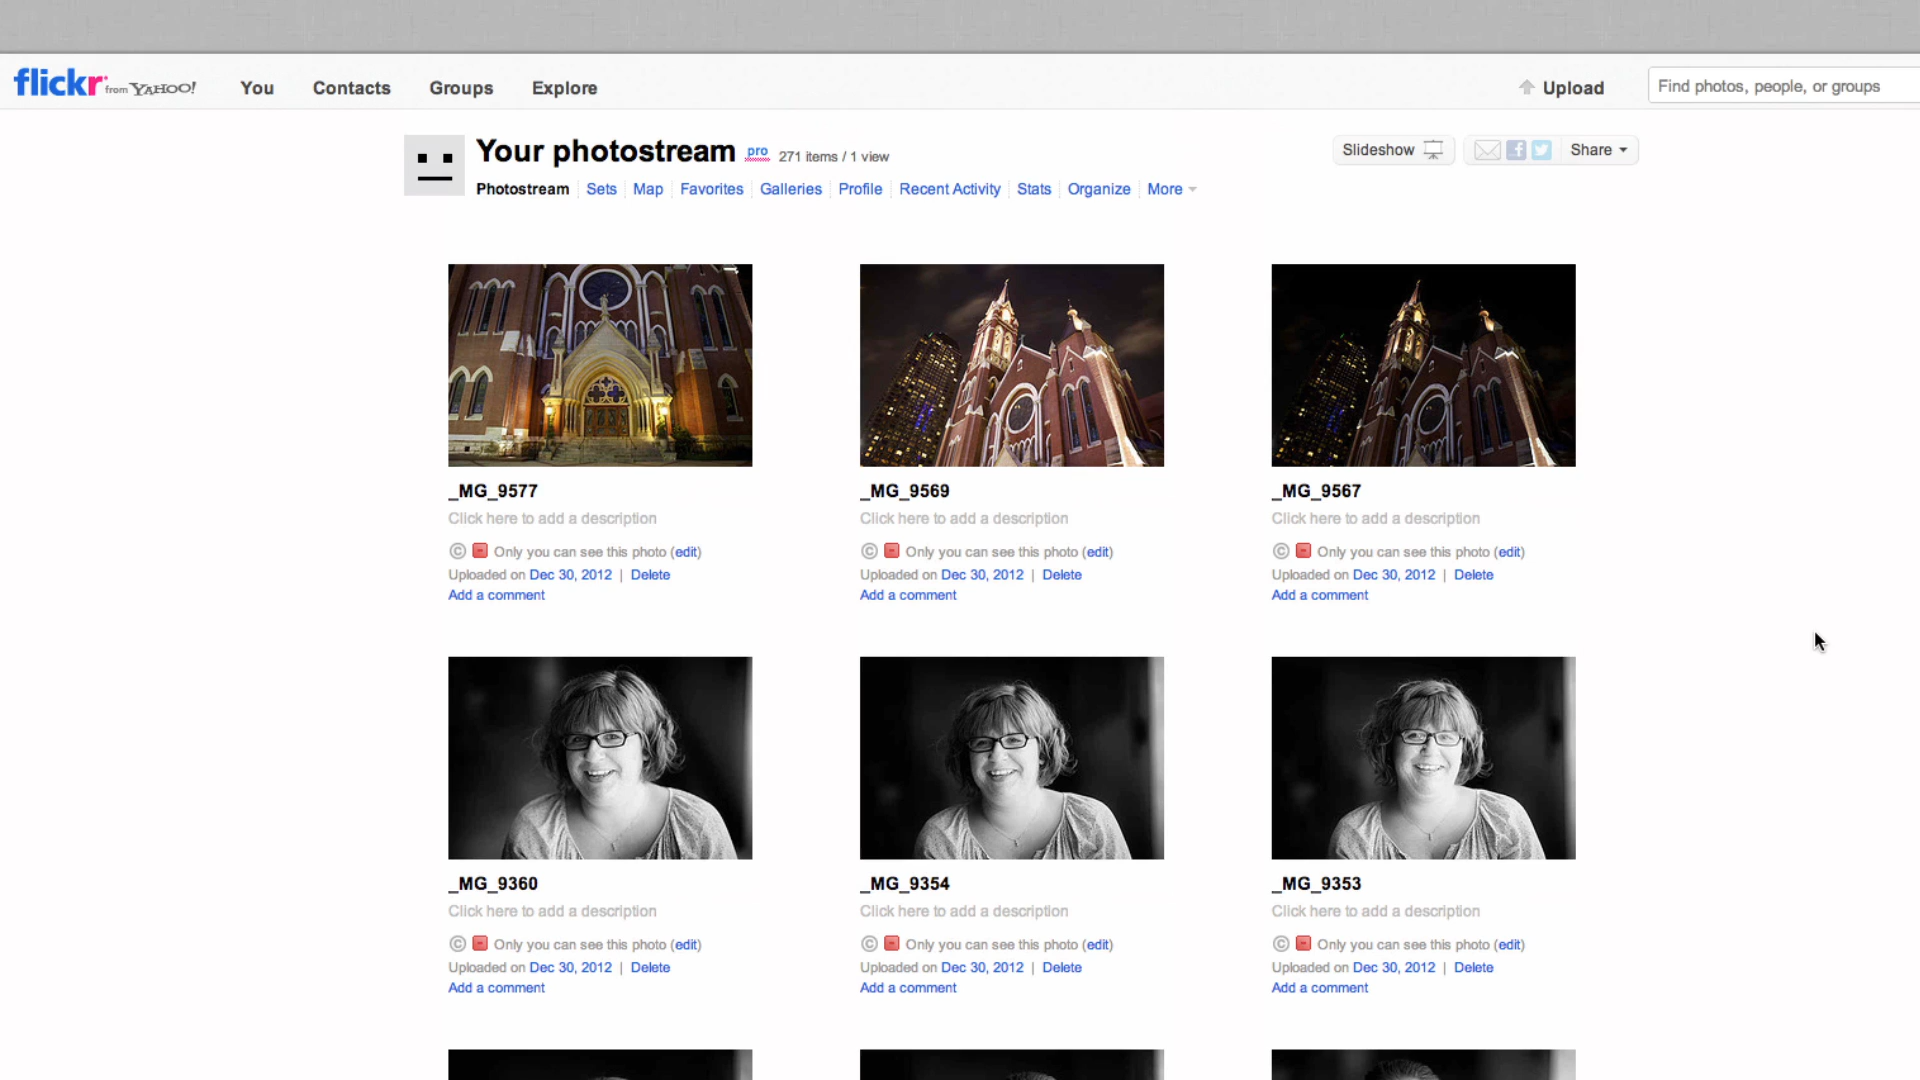 flickr from YAHOO! You Contacts Groups Explore Upload Find photos, people, or groups
Your photostream pro 271 items / 1 view Slideshow Share
Photostream Sets Map Favorites Galleries Profile Recent Activity Stats Organize More
_MG_9577 _MG_9569 _MG_9567
Click here to add a description Click here to add a description Click here to add a description
© Only you can see this photo (edit) © Only you can see this photo (edit) © Only you can see this photo (edit)
Uploaded on Dec 30, 2012 | Delete Uploaded on Dec 30, 2012 | Delete Uploaded on Dec 30, 2012 | Delete
Add a comment Add a comment Add a comment
_MG_9360 _MG_9354 _MG_9353
Click here to add a description Click here to add a description Click here to add a description
© Only you can see this photo (edit) © Only you can see this photo (edit) © Only you can see this photo (edit)
Uploaded on Dec 30, 2012 | Delete Uploaded on Dec 30, 2012 | Delete Uploaded on Dec 30, 2012 | Delete
Add a comment Add a comment Add a comment